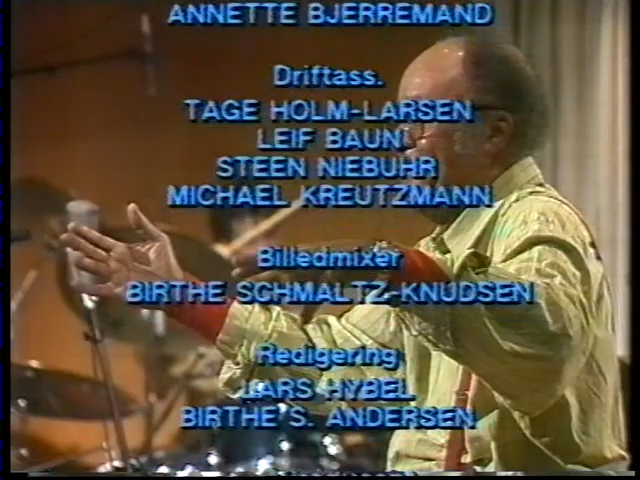 ANNETTE BJERREMAND
Driftass.
TAGE HOLM-LARSEN
LEIF BAUN
STEEN NIEBUHR
MICHAEL KREUTZMANN
Billedmixer
BIRTHE SCHMALTZ-KNUDSEN
Redigering
LARS HYBEL
BIRTHE S. ANDERSEN